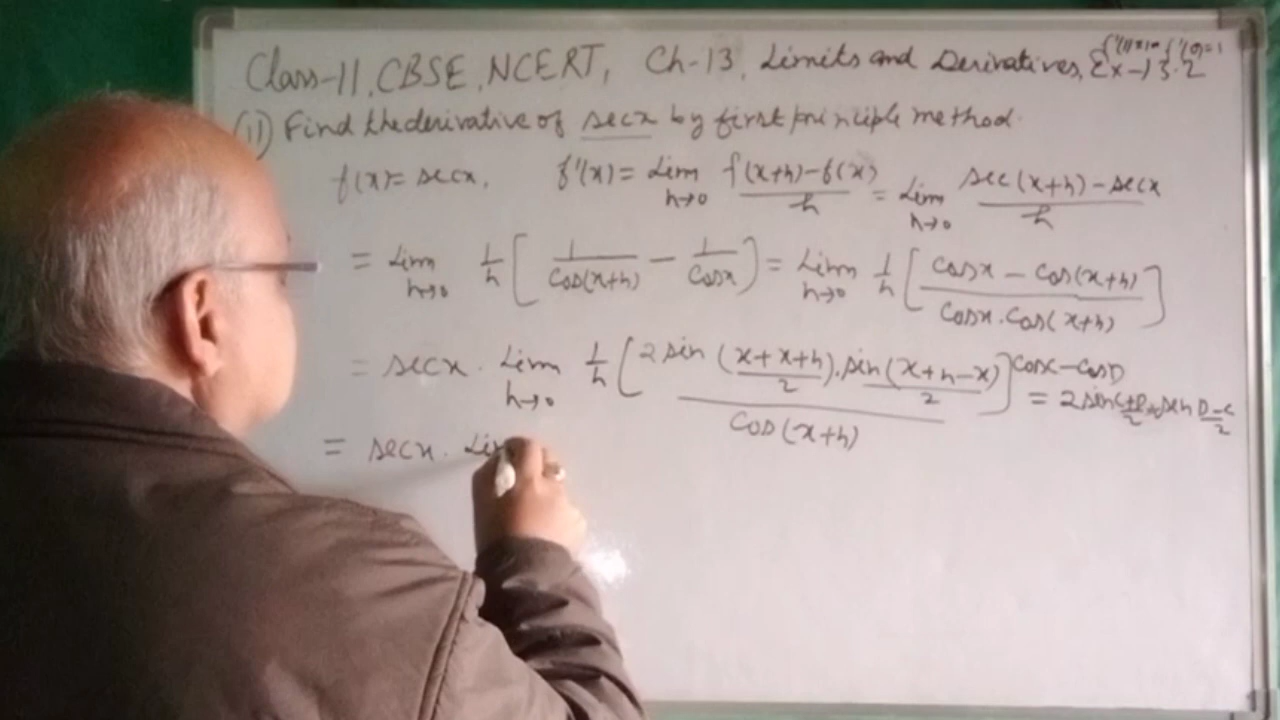 Class-11, CBSE, NCERT, Ch-13, Limits and Derivatives, Ex-13.2
(11) Find the derivative of secx by first principle method.
f(x) = secx, f'(x) = Lim h→0 f(x+h)-f(x)/h = Lim h→0 sec(x+h)-secx/h
= Lim h→0 1/h [1/cos(x+h) - 1/cosx] = Lim h→0 1/h [cosx - cos(x+h)/cosx.cos(x+h)]
= secx. Lim h→0 1/h [2sin (x+x+h)/2 . sin (x+h-x)/2 / cos(x+h)] cosC-cosD
= 2sin C+D/2 . sin D-C/2
= secx. Lim